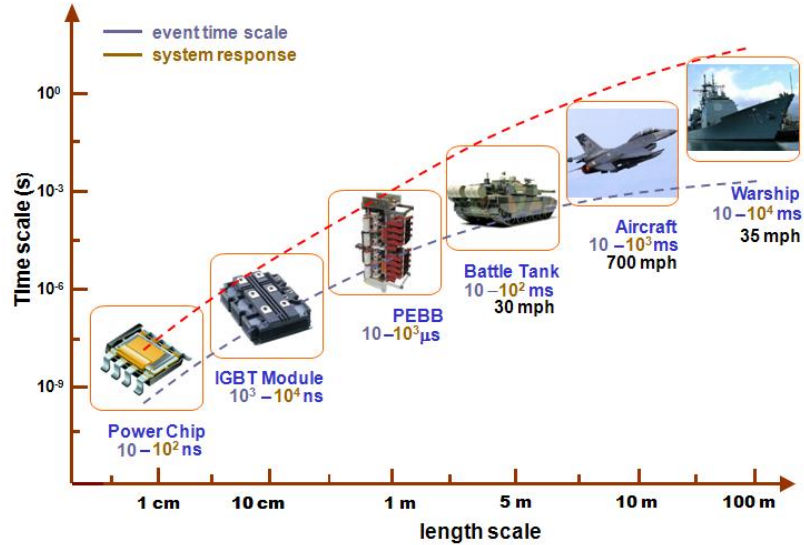 event time scale
system response
Time scale (s)
10⁰
10⁻³
10⁻⁶
10⁻⁹
Power Chip
10 – 10² ns
IGBT Module
10³ – 10⁴ ns
PEBB
10 – 10³ µs
Battle Tank
10 – 10² ms
30 mph
Aircraft
10 – 10³ ms
700 mph
Warship
10 – 10⁴ ms
35 mph
1 cm
10 cm
1 m
5 m
10 m
100 m
length scale